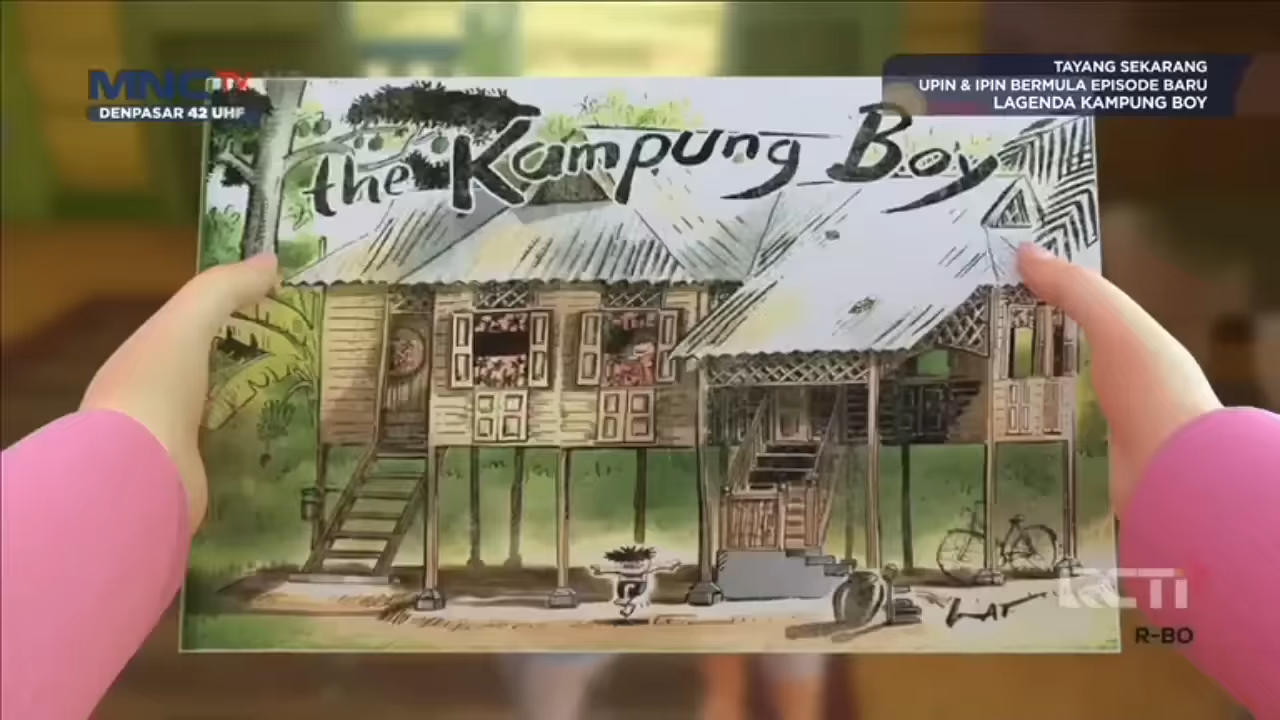 MNCTV
DENPASAR 42 UHF
TAYANG SEKARANG
UPIN & IPIN BERMULA EPISODE BARU
LAGENDA KAMPUNG BOY
the Kampung Boy
LAT
RCTI
R-BO